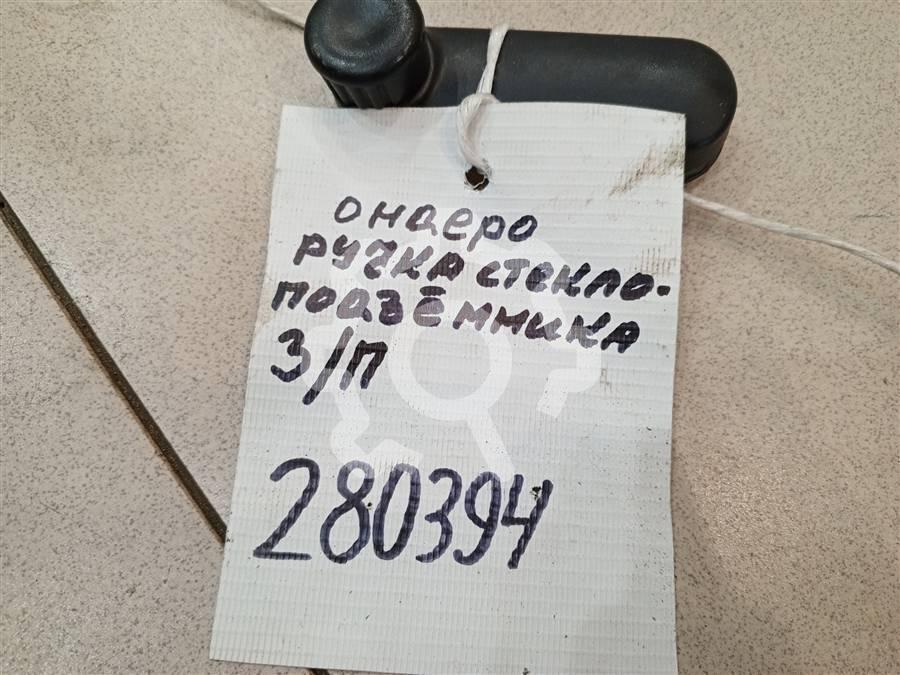 ондеро
ручка стекло-
подъёмника
З/П
280394